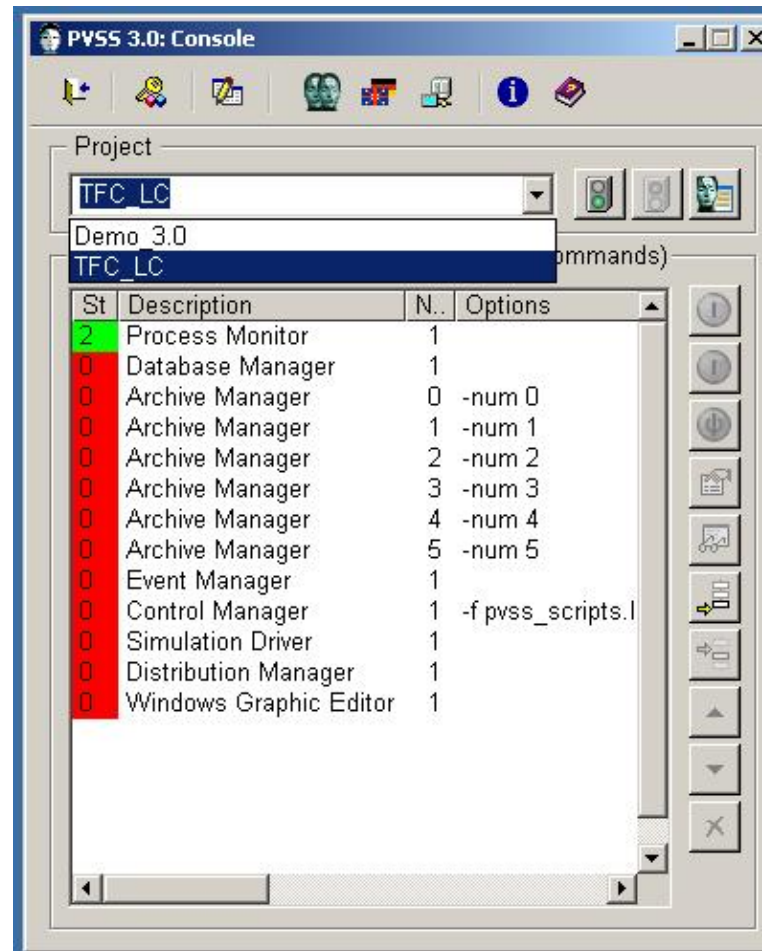 PVSS 3.0: Console
Project
TFC_LC
Demo_3.0
TFC_LC
ommands)
St Description N.. Options
2 Process Monitor 1
0 Database Manager 1
0 Archive Manager 0 -num 0
0 Archive Manager 1 -num 1
0 Archive Manager 2 -num 2
0 Archive Manager 3 -num 3
0 Archive Manager 4 -num 4
0 Archive Manager 5 -num 5
0 Event Manager 1
0 Control Manager 1 -f pvss_scripts.l
0 Simulation Driver 1
0 Distribution Manager 1
0 Windows Graphic Editor 1